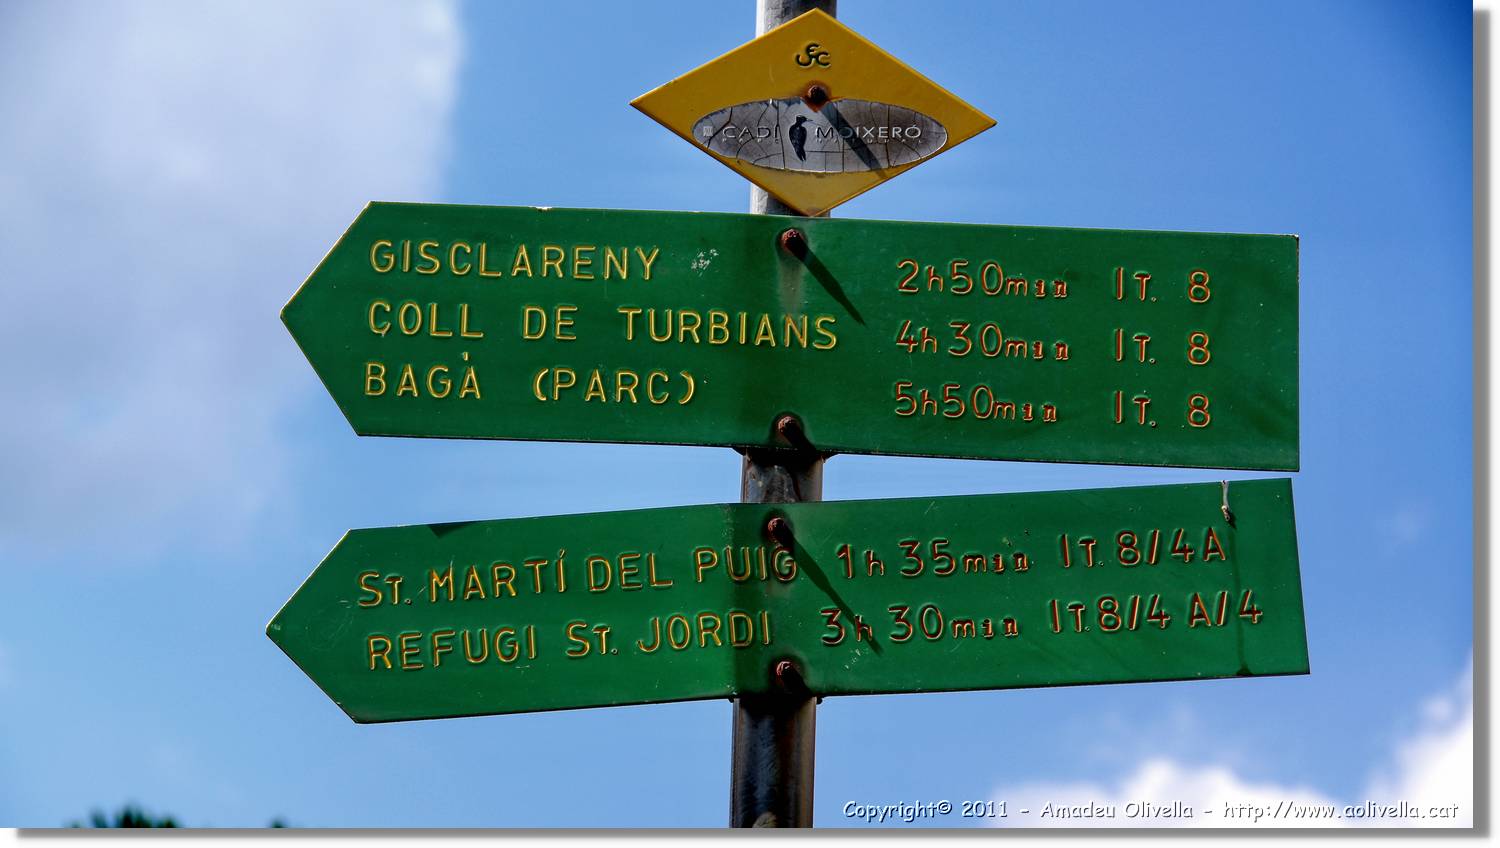 CADÍ MOIXERÓ
GISCLARENY 2h50min IT. 8
COLL DE TURBIANS 4h30min IT. 8
BAGÀ (PARC) 5h50min IT. 8
ST. MARTÍ DEL PUIG 1h35min IT. 8/4A
REFUGI ST. JORDI 3h30min IT. 8/4 A/4
Copyright© 2011 - Amadeu Olivella - http://www.aolivella.cat